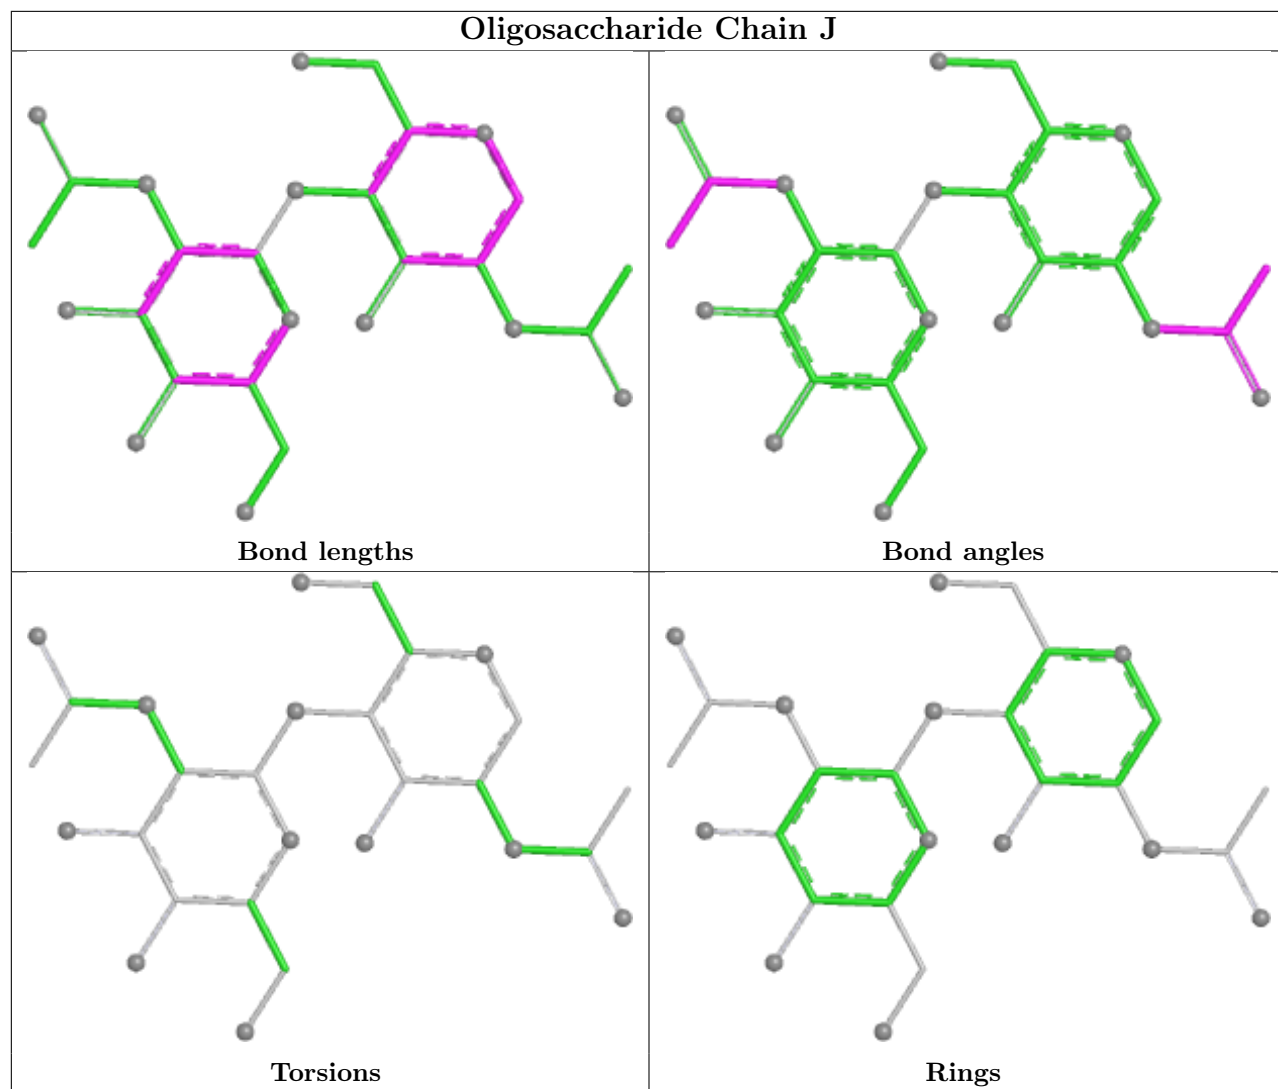 Oligosaccharide Chain J
Bond lengths
Bond angles
Torsions
Rings